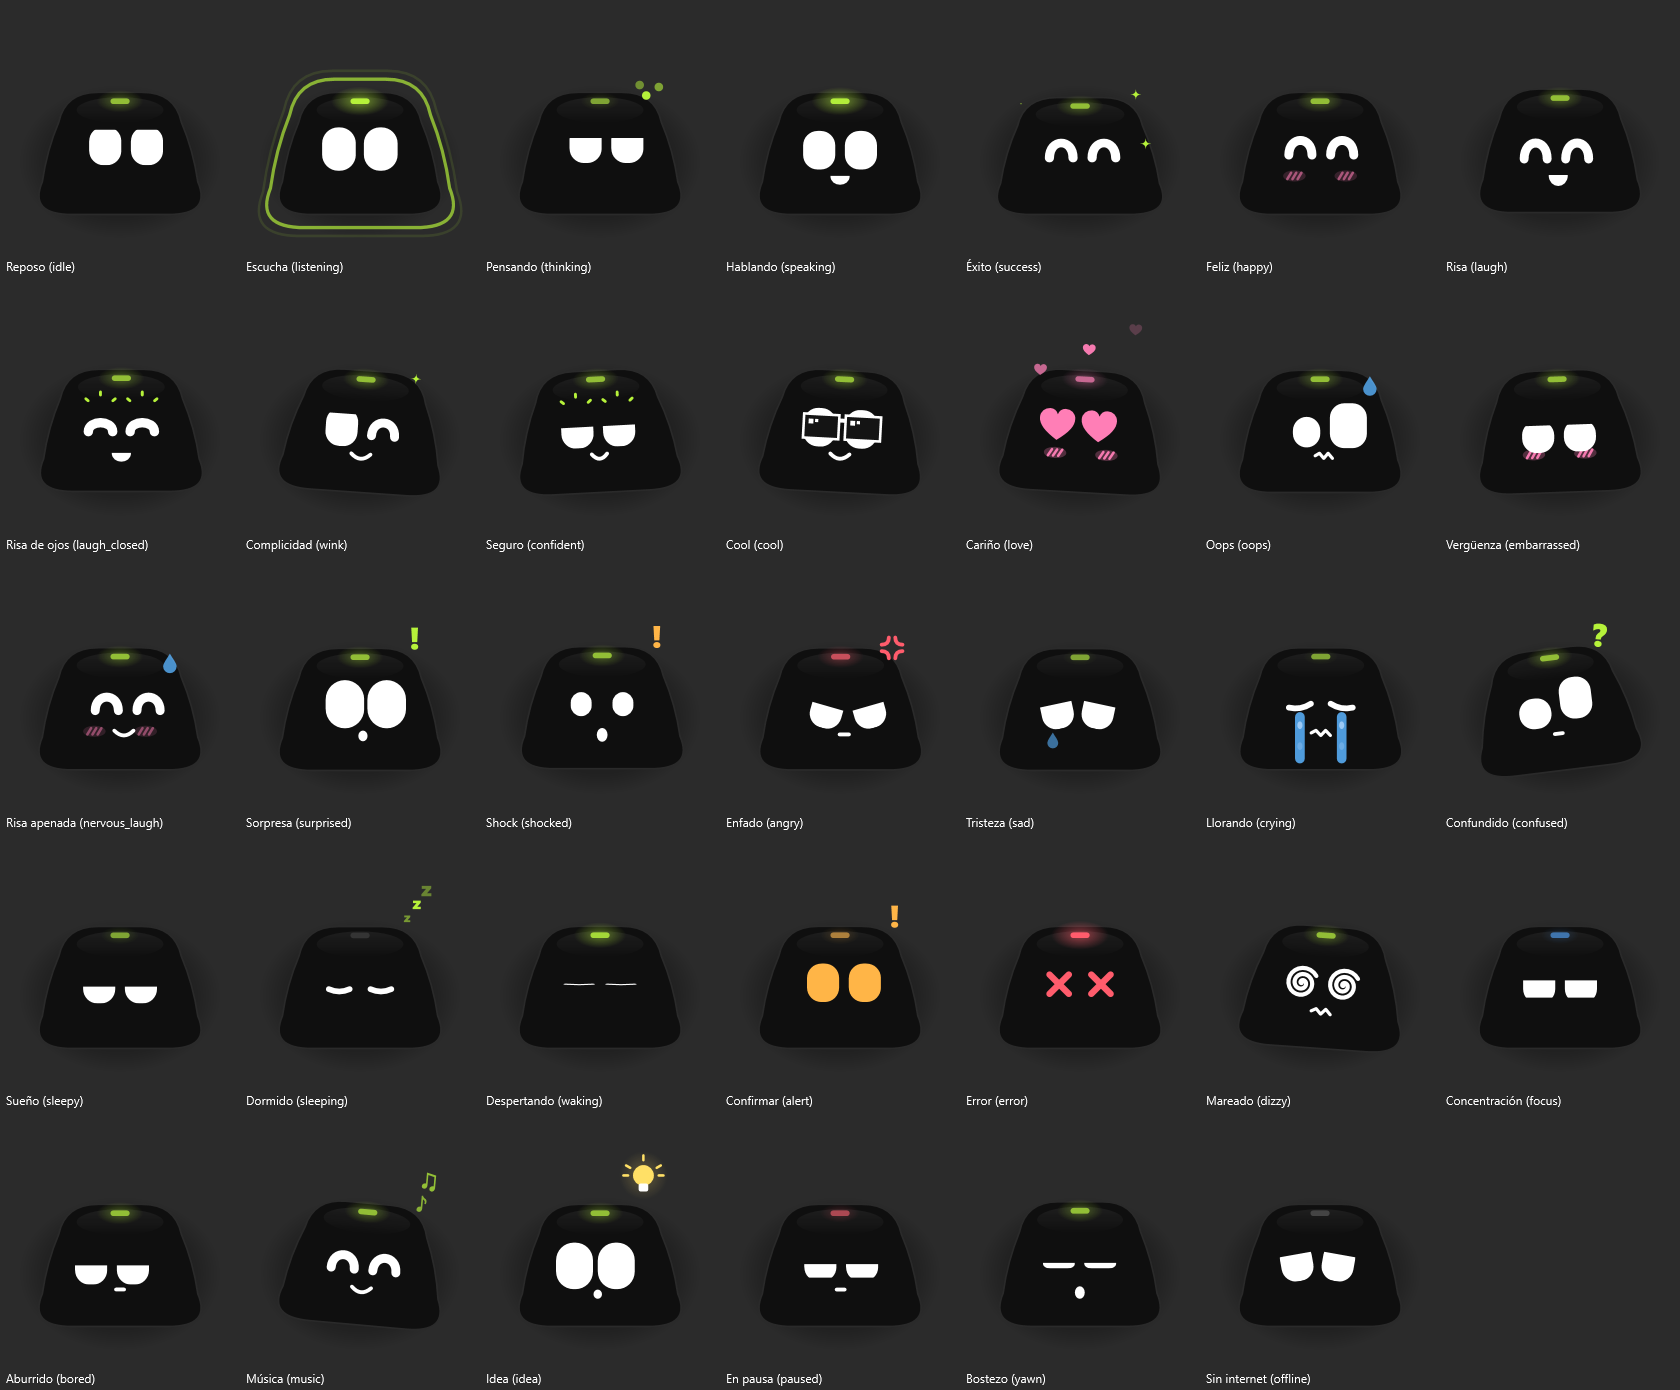 Reposo (idle)
Escucha (listening)
Pensando (thinking)
Hablando (speaking)
Éxito (success)
Feliz (happy)
Risa (laugh)
Risa de ojos (laugh_closed)
Complicidad (wink)
Seguro (confident)
Cool (cool)
Cariño (love)
Oops (oops)
Vergüenza (embarrassed)
!
!
?
Risa apenada (nervous_laugh)
Sorpresa (surprised)
Shock (shocked)
Enfado (angry)
Tristeza (sad)
Llorando (crying)
Confundido (confused)
z z z
!
Sueño (sleepy)
Dormido (sleeping)
Despertando (waking)
Confirmar (alert)
Error (error)
Mareado (dizzy)
Concentración (focus)
Aburrido (bored)
Música (music)
Idea (idea)
En pausa (paused)
Bostezo (yawn)
Sin internet (offline)